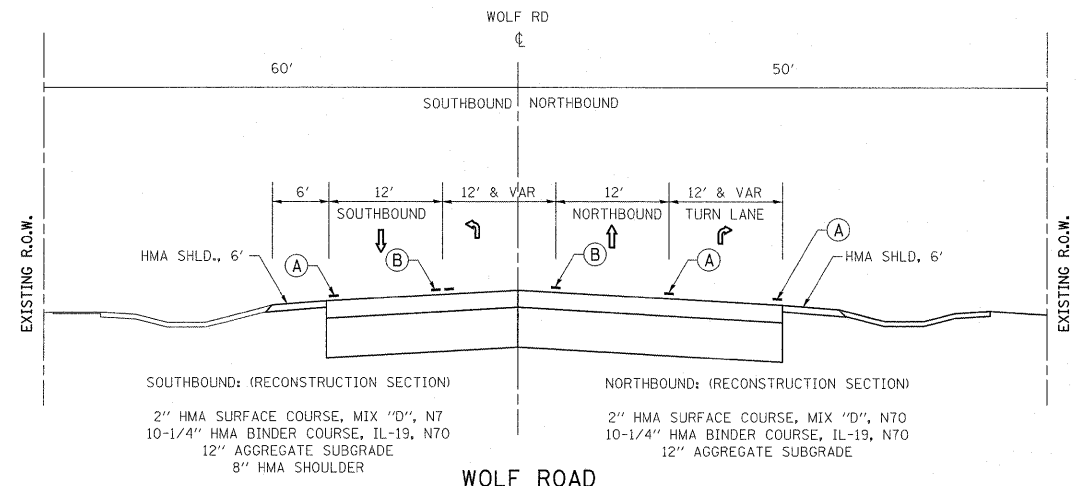 WOLF RD
℄
60' 50'
SOUTHBOUND NORTHBOUND
6' 12' 12' & VAR 12' 12' & VAR
SOUTHBOUND NORTHBOUND TURN LANE
HMA SHLD., 6' A B B A A HMA SHLD, 6'
EXISTING R.O.W.
EXISTING R.O.W.
SOUTHBOUND: (RECONSTRUCTION SECTION)
2'' HMA SURFACE COURSE, MIX "D", N7
10-1/4'' HMA BINDER COURSE, IL-19, N70
12'' AGGREGATE SUBGRADE
8'' HMA SHOULDER
NORTHBOUND: (RECONSTRUCTION SECTION)
2'' HMA SURFACE COURSE, MIX "D", N70
10-1/4'' HMA BINDER COURSE, IL-19, N70
12'' AGGREGATE SUBGRADE
WOLF ROAD